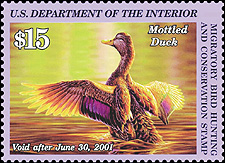 U.S. DEPARTMENT OF THE INTERIOR
$15
Mottled
Duck
Void after June 30, 2001
MIGRATORY BIRD HUNTING
AND CONSERVATION STAMP